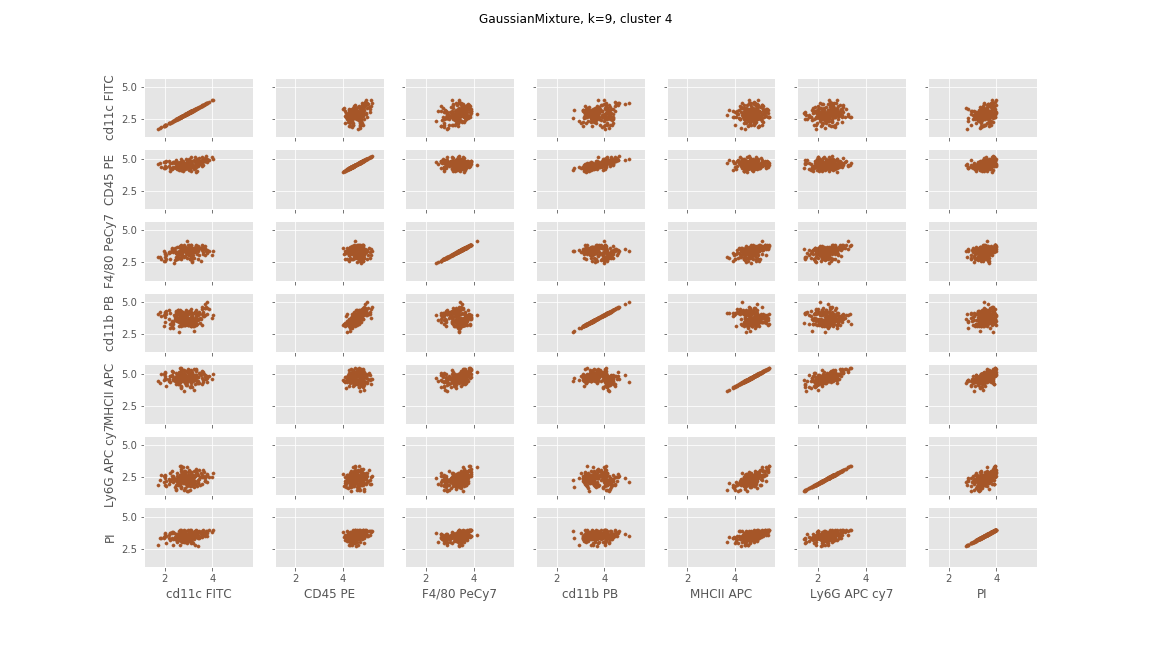 GaussianMixture, k=9, cluster 4
cd11c FITC
5.0
2.5
CD45 PE
5.0
2.5
F4/80 PeCy7
5.0
2.5
cd11b PB
5.0
2.5
MHCII APC
5.0
2.5
Ly6G APC cy7
5.0
2.5
PI
5.0
2.5
2 4 2 4 2 4 2 4 2 4 2 4 2 4
cd11c FITC CD45 PE F4/80 PeCy7 cd11b PB MHCII APC Ly6G APC cy7 PI